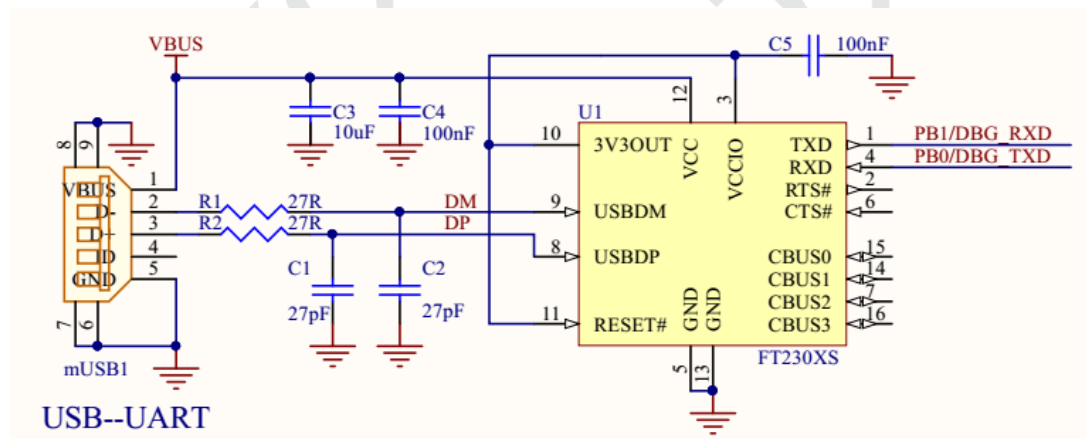 VBUS
C5 100nF
C3
10uF
C4
100nF
12
3
U1
8
9
10 3V3OUT
VCC
VCCIO
TXD 1 PB1/DBG_RXD
RXD 4 PB0/DBG_TXD
RTS# 2
CTS# 6
VBUS 1
D- 2 R1 27R DM 9 USBDM
D+ 3 R2 27R DP 8 USBDP
ID 4
GND 5
C1
27pF
C2
27pF
CBUS0 15
CBUS1 14
CBUS2 7
CBUS3 16
11 RESET#
GND
GND
7
6
5
13
mUSB1
FT230XS
USB--UART